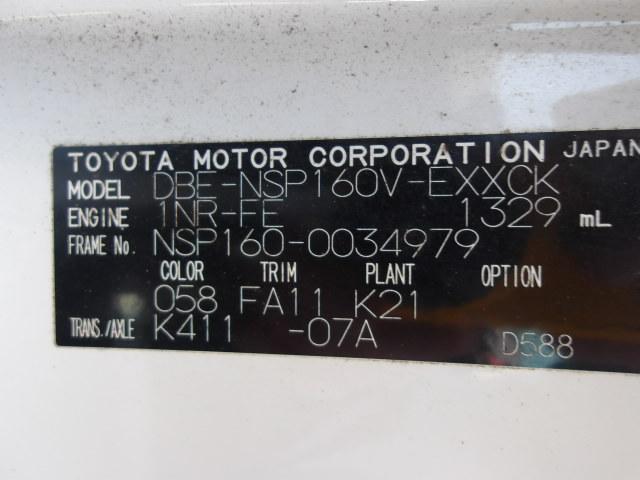 TOYOTA MOTOR CORPORATION JAPAN
MODEL DBE-NSP160V-EXXCK
ENGINE 1NR-FE 1329 mL
FRAME No. NSP160-0034979
COLOR TRIM PLANT OPTION
058 FA11 K21
TRANS./AXLE K411 -07A D588